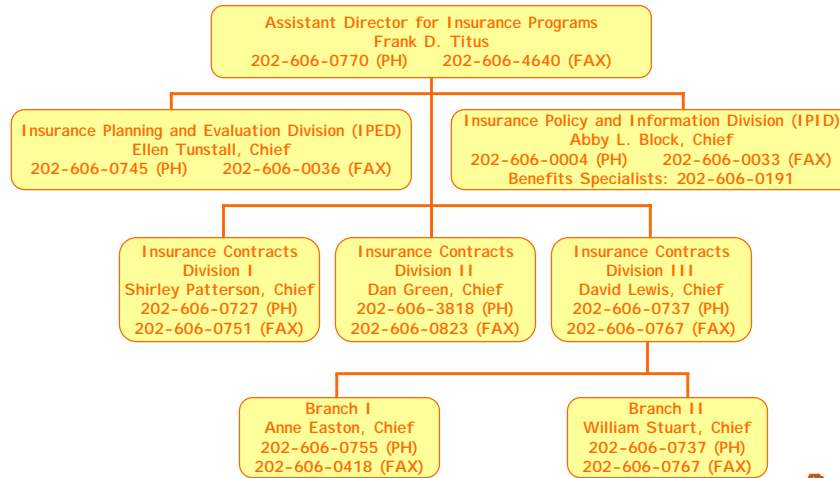 Assistant Director for Insurance Programs
Frank D. Titus
202-606-0770 (PH) 202-606-4640 (FAX)
Insurance Planning and Evaluation Division (IPED)
Ellen Tunstall, Chief
202-606-0745 (PH) 202-606-0036 (FAX)
Insurance Policy and Information Division (IPID)
Abby L. Block, Chief
202-606-0004 (PH) 202-606-0033 (FAX)
Benefits Specialists: 202-606-0191
Insurance Contracts
Division I
Shirley Patterson, Chief
202-606-0727 (PH)
202-606-0751 (FAX)
Insurance Contracts
Division II
Dan Green, Chief
202-606-3818 (PH)
202-606-0823 (FAX)
Insurance Contracts
Division III
David Lewis, Chief
202-606-0737 (PH)
202-606-0767 (FAX)
Branch I
Anne Easton, Chief
202-606-0755 (PH)
202-606-0418 (FAX)
Branch II
William Stuart, Chief
202-606-0737 (PH)
202-606-0767 (FAX)